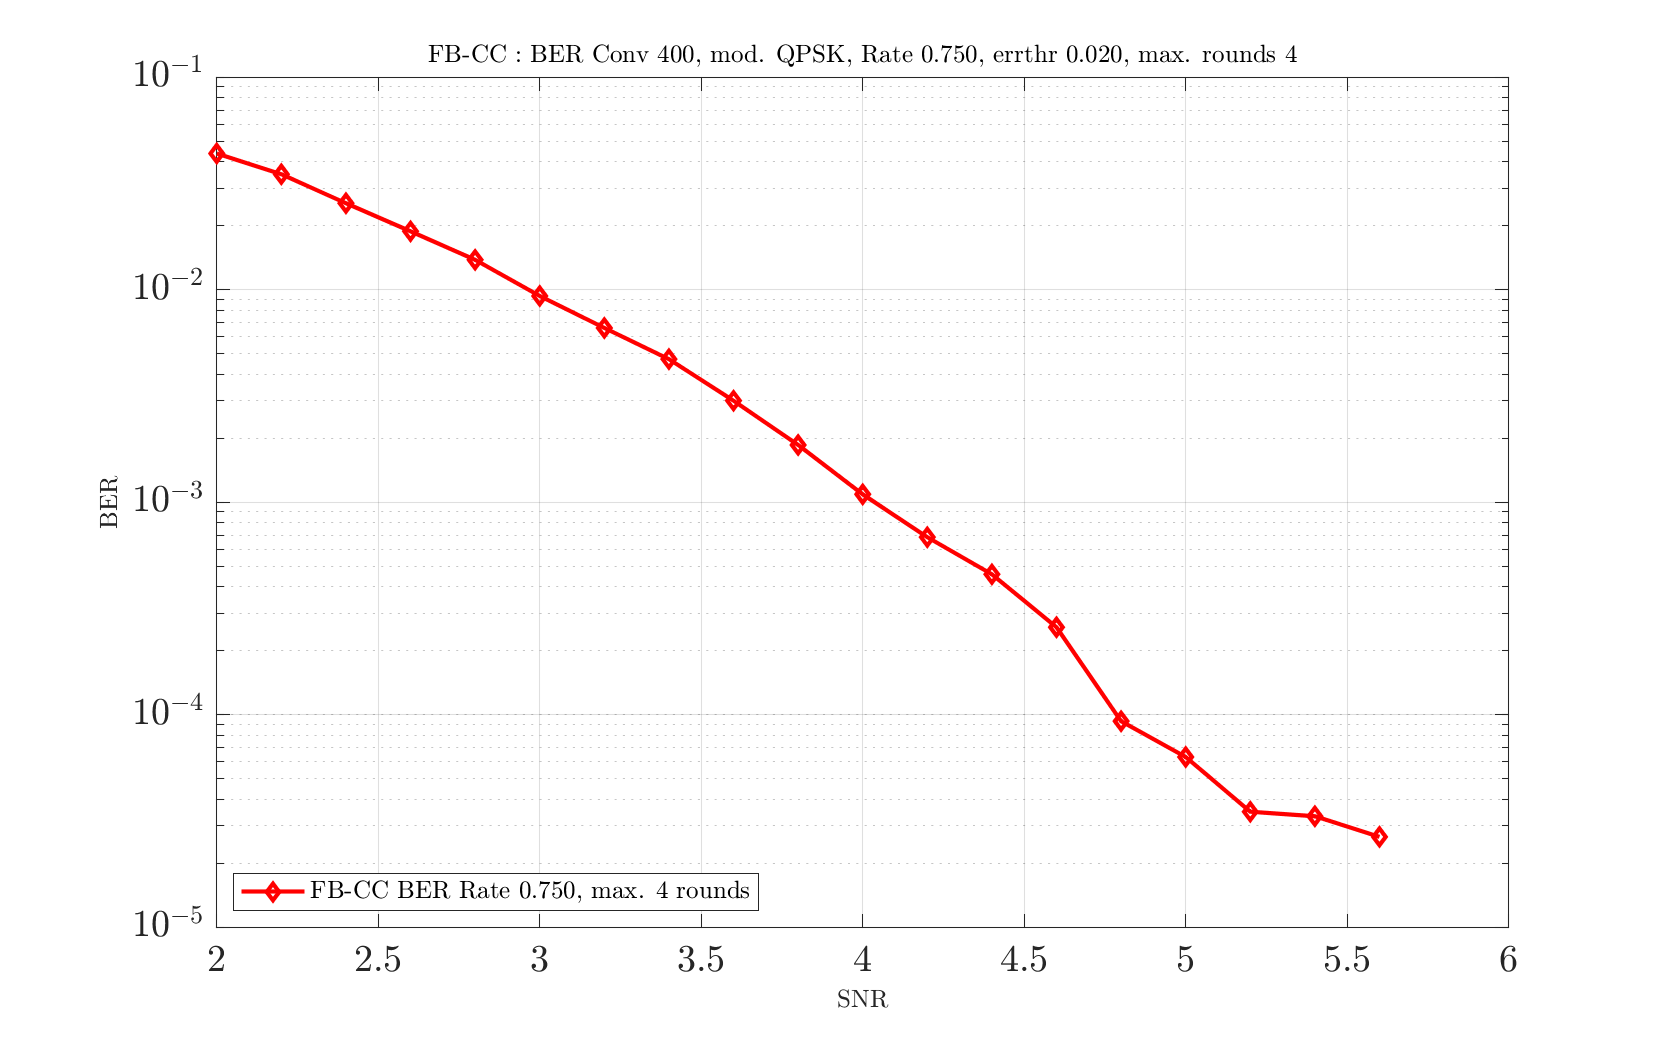 FB-CC : BER Conv 400, mod. QPSK, Rate 0.750, errthr 0.020, max. rounds 4
10⁻¹
10⁻²
10⁻³
10⁻⁴
10⁻⁵
BER
FB-CC BER Rate 0.750, max. 4 rounds
2 2.5 3 3.5 4 4.5 5 5.5 6
SNR